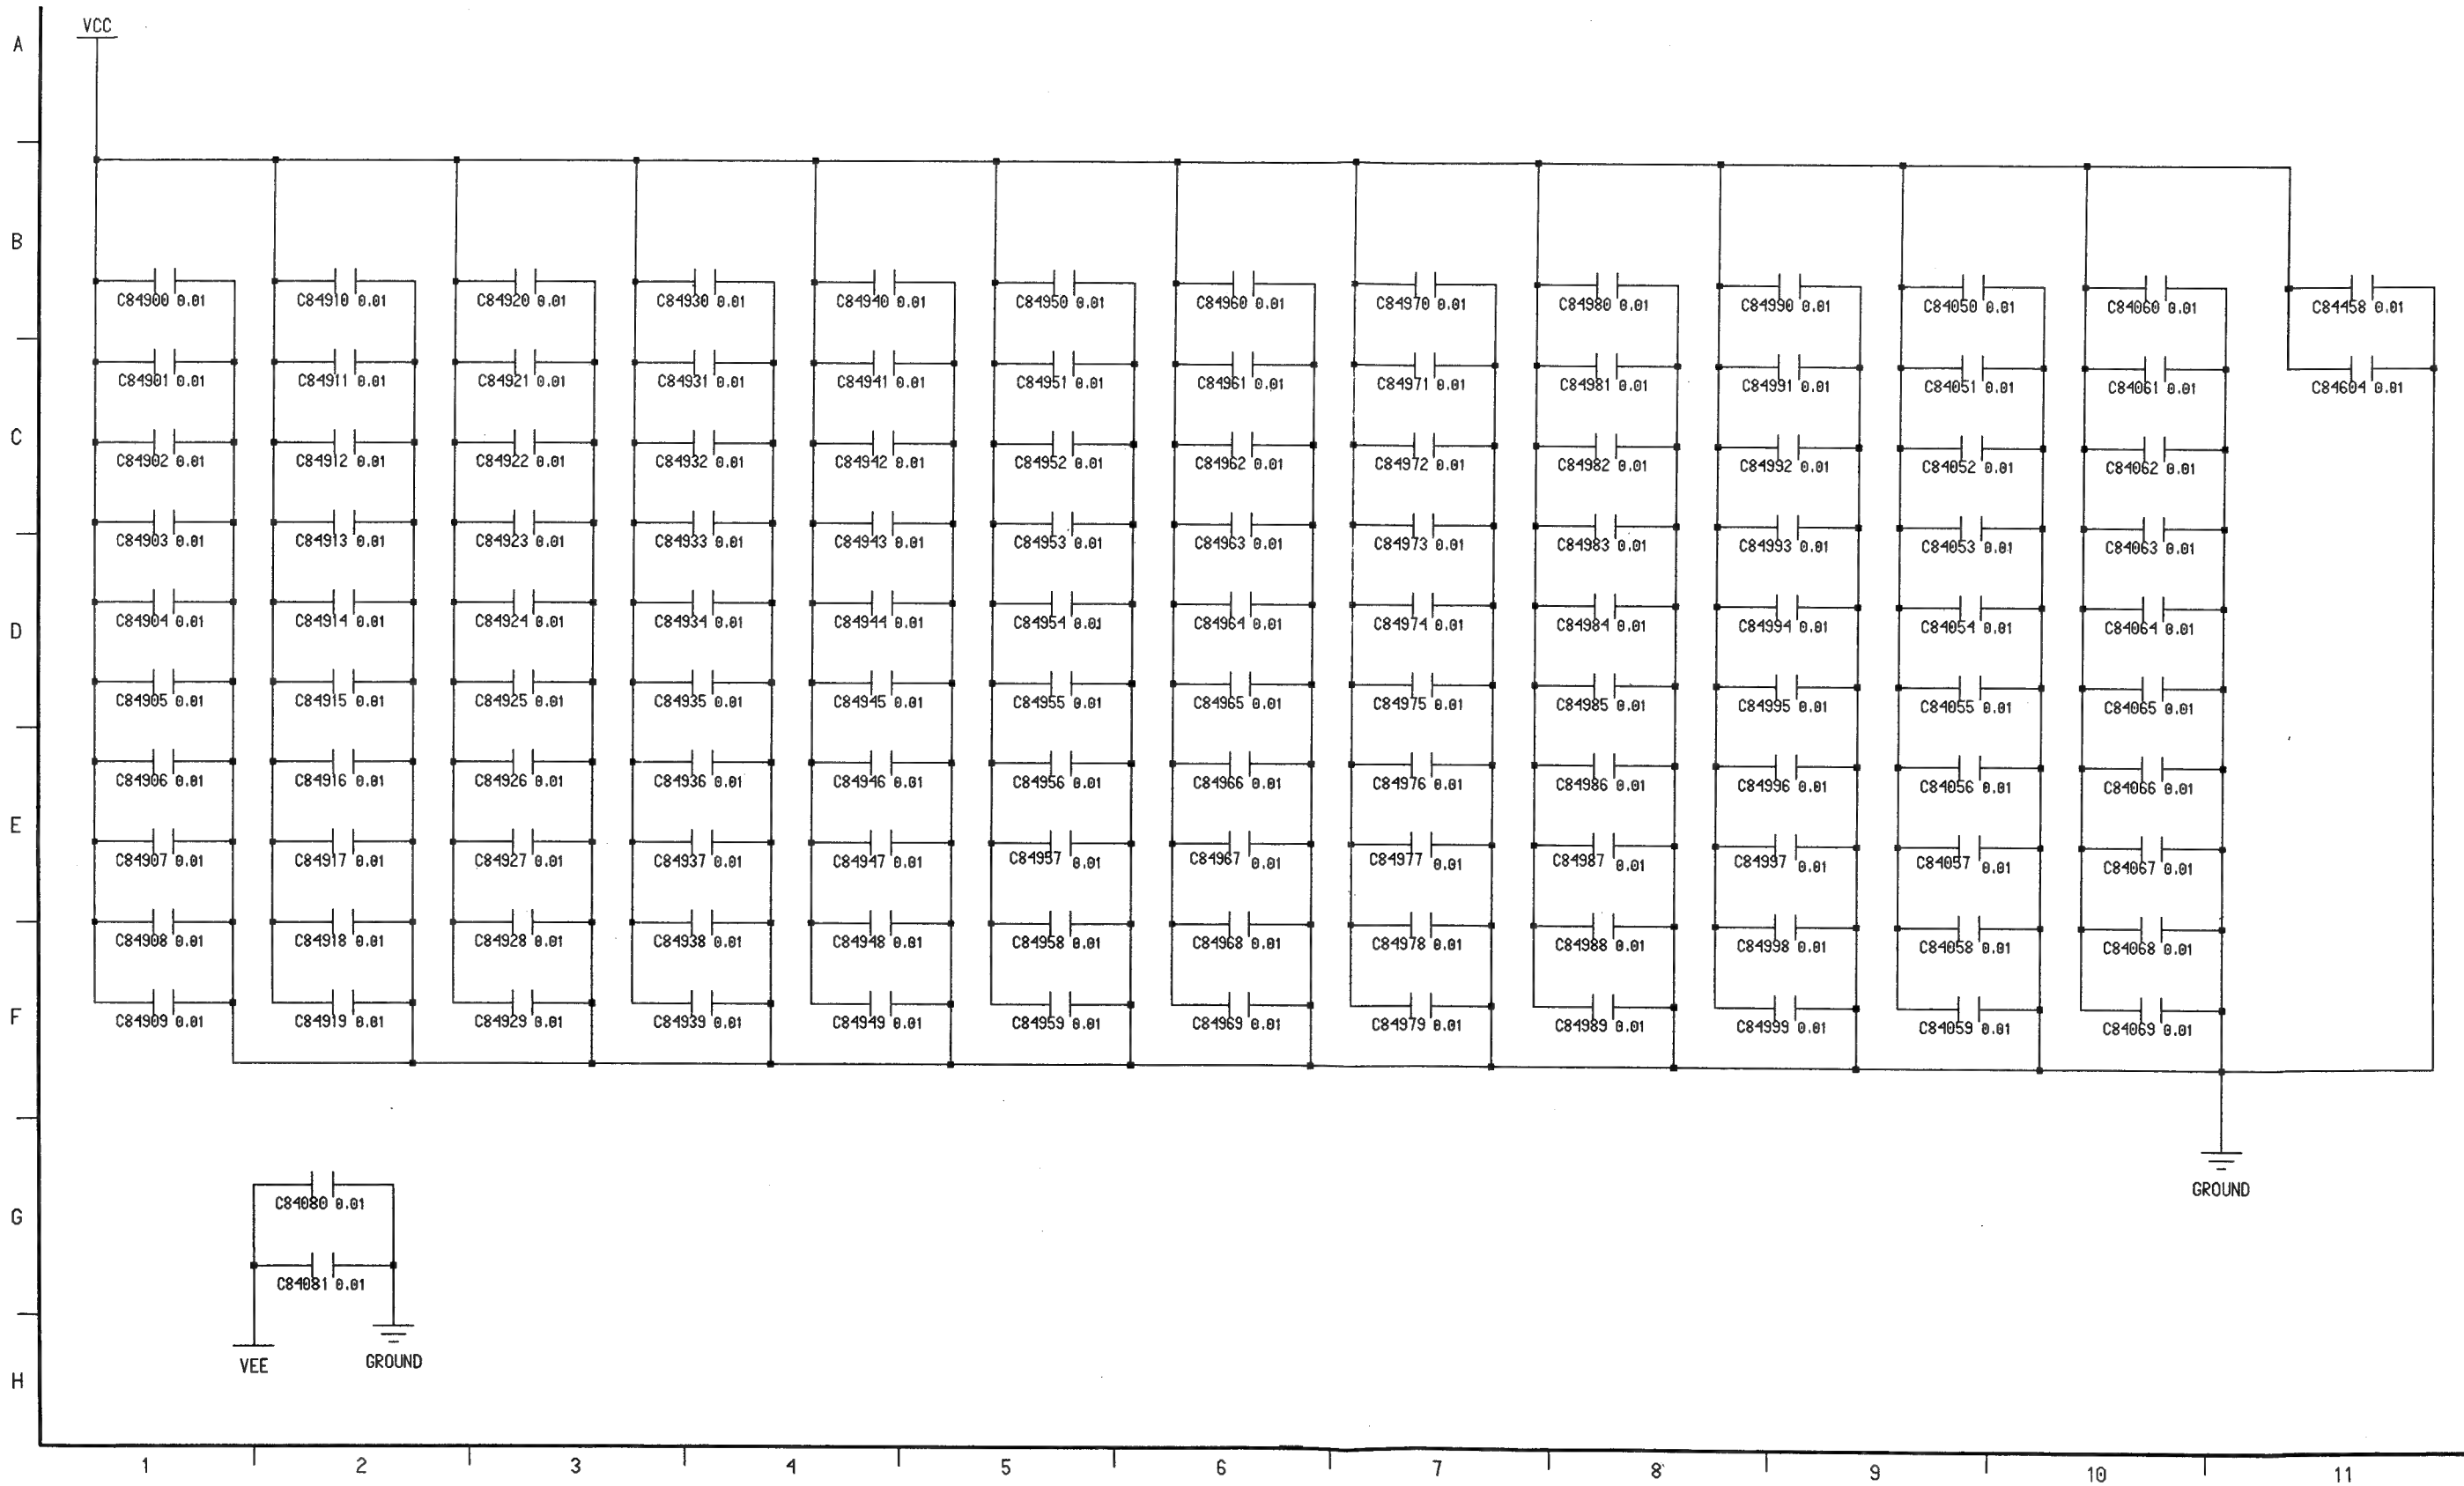 A
VCC
B
C84900 0.01 C84910 0.01 C84920 0.01 C84930 0.01 C84940 0.01 C84950 0.01 C84960 0.01 C84970 0.01 C84980 0.01 C84990 0.01 C84050 0.01 C84060 0.01 C84458 0.01
C84901 0.01 C84911 0.01 C84921 0.01 C84931 0.01 C84941 0.01 C84951 0.01 C84961 0.01 C84971 0.01 C84981 0.01 C84991 0.01 C84051 0.01 C84061 0.01 C84604 0.01
C
C84902 0.01 C84912 0.01 C84922 0.01 C84932 0.01 C84942 0.01 C84952 0.01 C84962 0.01 C84972 0.01 C84982 0.01 C84992 0.01 C84052 0.01 C84062 0.01
C84903 0.01 C84913 0.01 C84923 0.01 C84933 0.01 C84943 0.01 C84953 0.01 C84963 0.01 C84973 0.01 C84983 0.01 C84993 0.01 C84053 0.01 C84063 0.01
C84904 0.01 C84914 0.01 C84924 0.01 C84934 0.01 C84944 0.01 C84954 0.01 C84964 0.01 C84974 0.01 C84984 0.01 C84994 0.01 C84054 0.01 C84064 0.01
D
C84905 0.01 C84915 0.01 C84925 0.01 C84935 0.01 C84945 0.01 C84955 0.01 C84965 0.01 C84975 0.01 C84985 0.01 C84995 0.01 C84055 0.01 C84065 0.01
C84906 0.01 C84916 0.01 C84926 0.01 C84936 0.01 C84946 0.01 C84956 0.01 C84966 0.01 C84976 0.01 C84986 0.01 C84996 0.01 C84056 0.01 C84066 0.01
E
C84907 0.01 C84917 0.01 C84927 0.01 C84937 0.01 C84947 0.01 C84957 0.01 C84967 0.01 C84977 0.01 C84987 0.01 C84997 0.01 C84057 0.01 C84067 0.01
C84908 0.01 C84918 0.01 C84928 0.01 C84938 0.01 C84948 0.01 C84958 0.01 C84968 0.01 C84978 0.01 C84988 0.01 C84998 0.01 C84058 0.01 C84068 0.01
F
C84909 0.01 C84919 0.01 C84929 0.01 C84939 0.01 C84949 0.01 C84959 0.01 C84969 0.01 C84979 0.01 C84989 0.01 C84999 0.01 C84059 0.01 C84069 0.01
GROUND
C84080 0.01
G
C84081 0.01
VEE GROUND
H
1 2 3 4 5 6 7 8 9 10 11